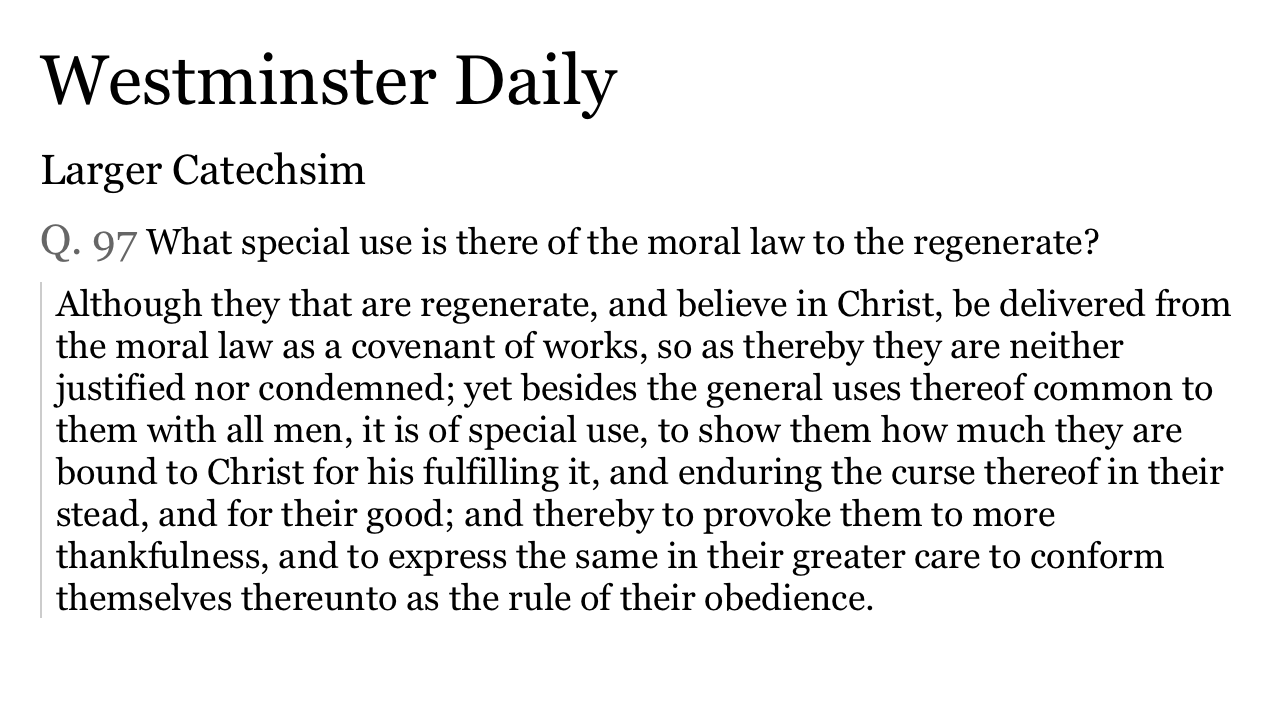 Westminster Daily
Larger Catechsim
Q. 97 What special use is there of the moral law to the regenerate?
Although they that are regenerate, and believe in Christ, be delivered from
the moral law as a covenant of works, so as thereby they are neither
justified nor condemned; yet besides the general uses thereof common to
them with all men, it is of special use, to show them how much they are
bound to Christ for his fulfilling it, and enduring the curse thereof in their
stead, and for their good; and thereby to provoke them to more
thankfulness, and to express the same in their greater care to conform
themselves thereunto as the rule of their obedience.